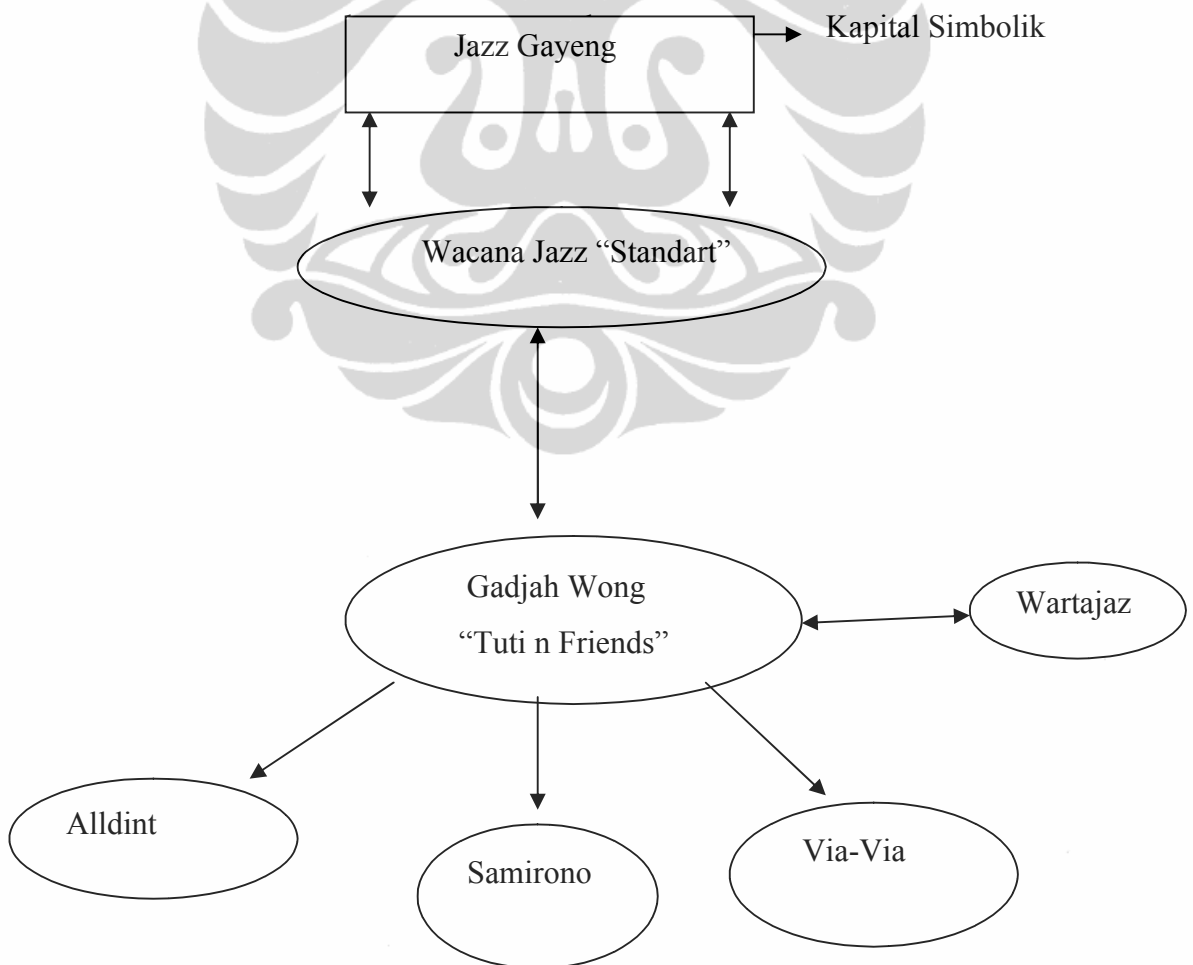 Jazz Gayeng
Kapital Simbolik
Wacana Jazz “Standart”
Gadjah Wong
“Tuti n Friends”
Wartajaz
Alldint
Samirono
Via-Via